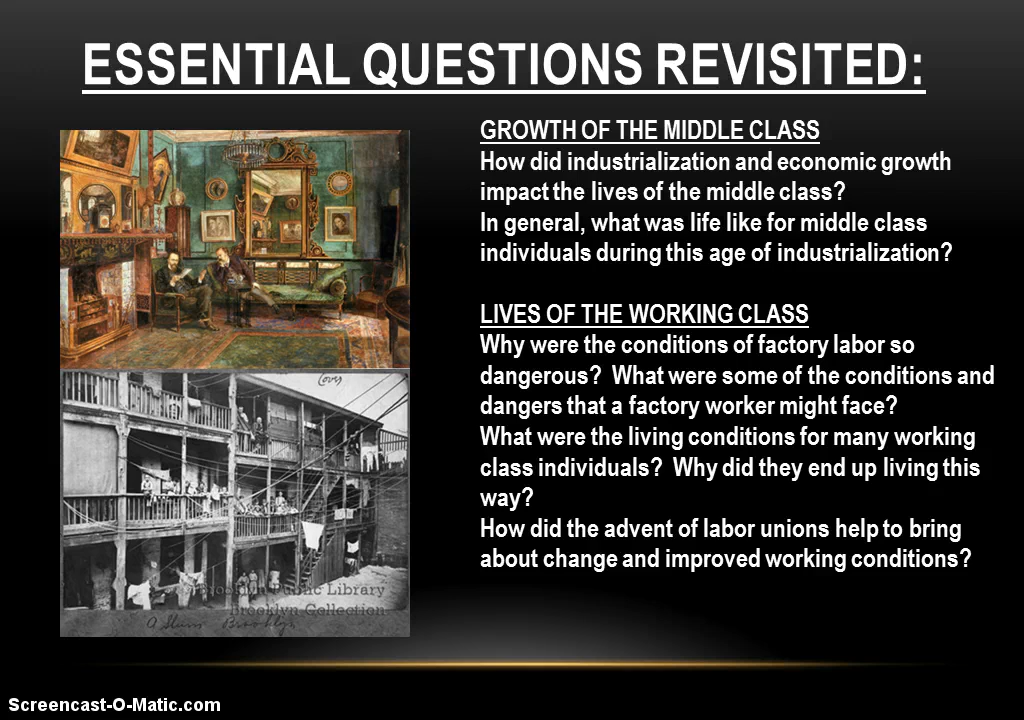 ESSENTIAL QUESTIONS REVISITED:
GROWTH OF THE MIDDLE CLASS
How did industrialization and economic growth
impact the lives of the middle class?
In general, what was life like for middle class
individuals during this age of industrialization?
LIVES OF THE WORKING CLASS
Why were the conditions of factory labor so
dangerous?  What were some of the conditions and
dangers that a factory worker might face?
What were the living conditions for many working
class individuals?  Why did they end up living this
way?
How did the advent of labor unions help to bring
about change and improved working conditions?
Brooklyn Public Library
Brooklyn Collection
A Slum Brooklyn
Screencast-O-Matic.com